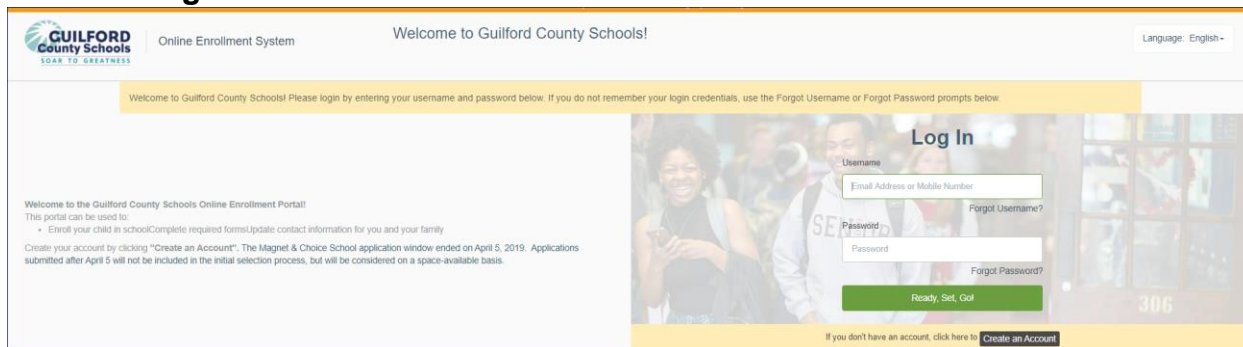 GUILFORD
County Schools
SOAR TO GREATNESS
Online Enrollment System
Welcome to Guilford County Schools!
Language: English
Welcome to Guilford County Schools! Please login by entering your username and password below. If you do not remember your login credentials, use the Forgot Username or Forgot Password prompts below.
Welcome to the Guilford County Schools Online Enrollment Portal!
This portal can be used to:
• Enroll your child in schoolComplete required formsUpdate contact information for you and your family
Create your account by clicking "Create an Account". The Magnet & Choice School application window ended on April 5, 2019. Applications
submitted after April 5 will not be included in the initial selection process, but will be considered on a space-available basis.
Log In
Username
Email Address or Mobile Number
Forgot Username?
Password
Password
Forgot Password?
Ready, Set, Go!
306
If you don't have an account, click here to Create an Account